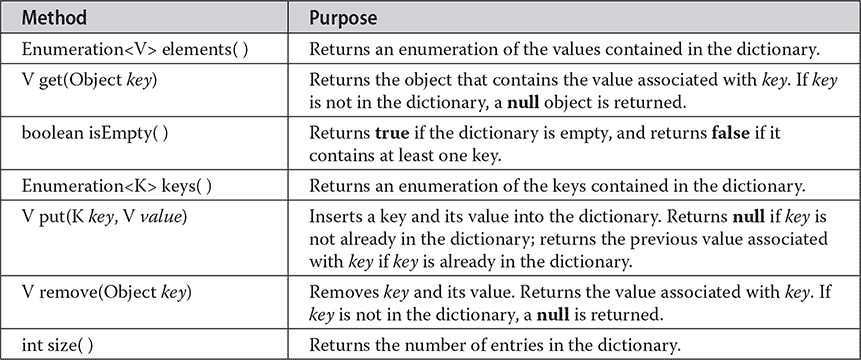 Method Purpose
Enumeration<V> elements( ) Returns an enumeration of the values contained in the dictionary.
V get(Object key) Returns the object that contains the value associated with key. If key
is not in the dictionary, a null object is returned.
boolean isEmpty( ) Returns true if the dictionary is empty, and returns false if it
contains at least one key.
Enumeration<K> keys( ) Returns an enumeration of the keys contained in the dictionary.
V put(K key, V value) Inserts a key and its value into the dictionary. Returns null if key is
not already in the dictionary; returns the previous value associated
with key if key is already in the dictionary.
V remove(Object key) Removes key and its value. Returns the value associated with key. If
key is not in the dictionary, a null is returned.
int size( ) Returns the number of entries in the dictionary.